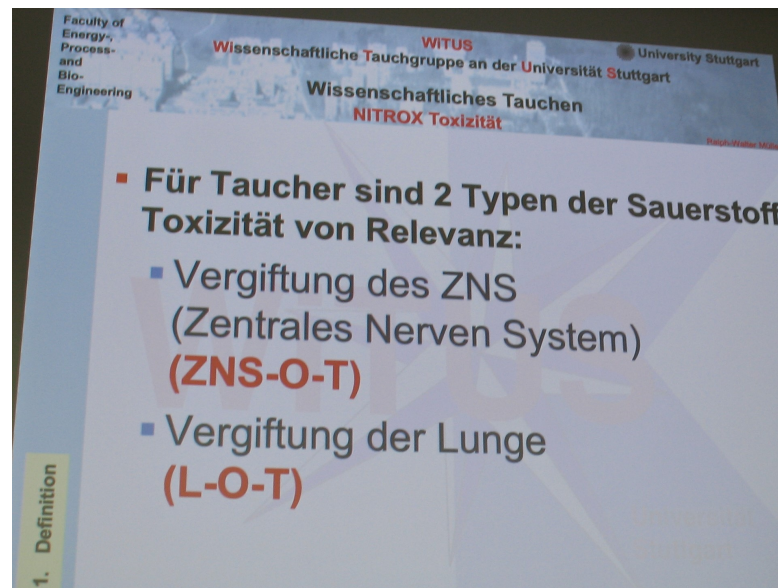 Faculty of
Energy-,
Process-
and
Bio-
Engineering
WiTUS
Wissenschaftliche Tauchgruppe an der Universität Stuttgart
University Stuttgart
Wissenschaftliches Tauchen
NITROX Toxizität
Für Taucher sind 2 Typen der Sauerstoff
Toxizität von Relevanz:
Vergiftung des ZNS
(Zentrales Nerven System)
(ZNS-O-T)
Vergiftung der Lunge
(L-O-T)
1. Definition
WiTUS